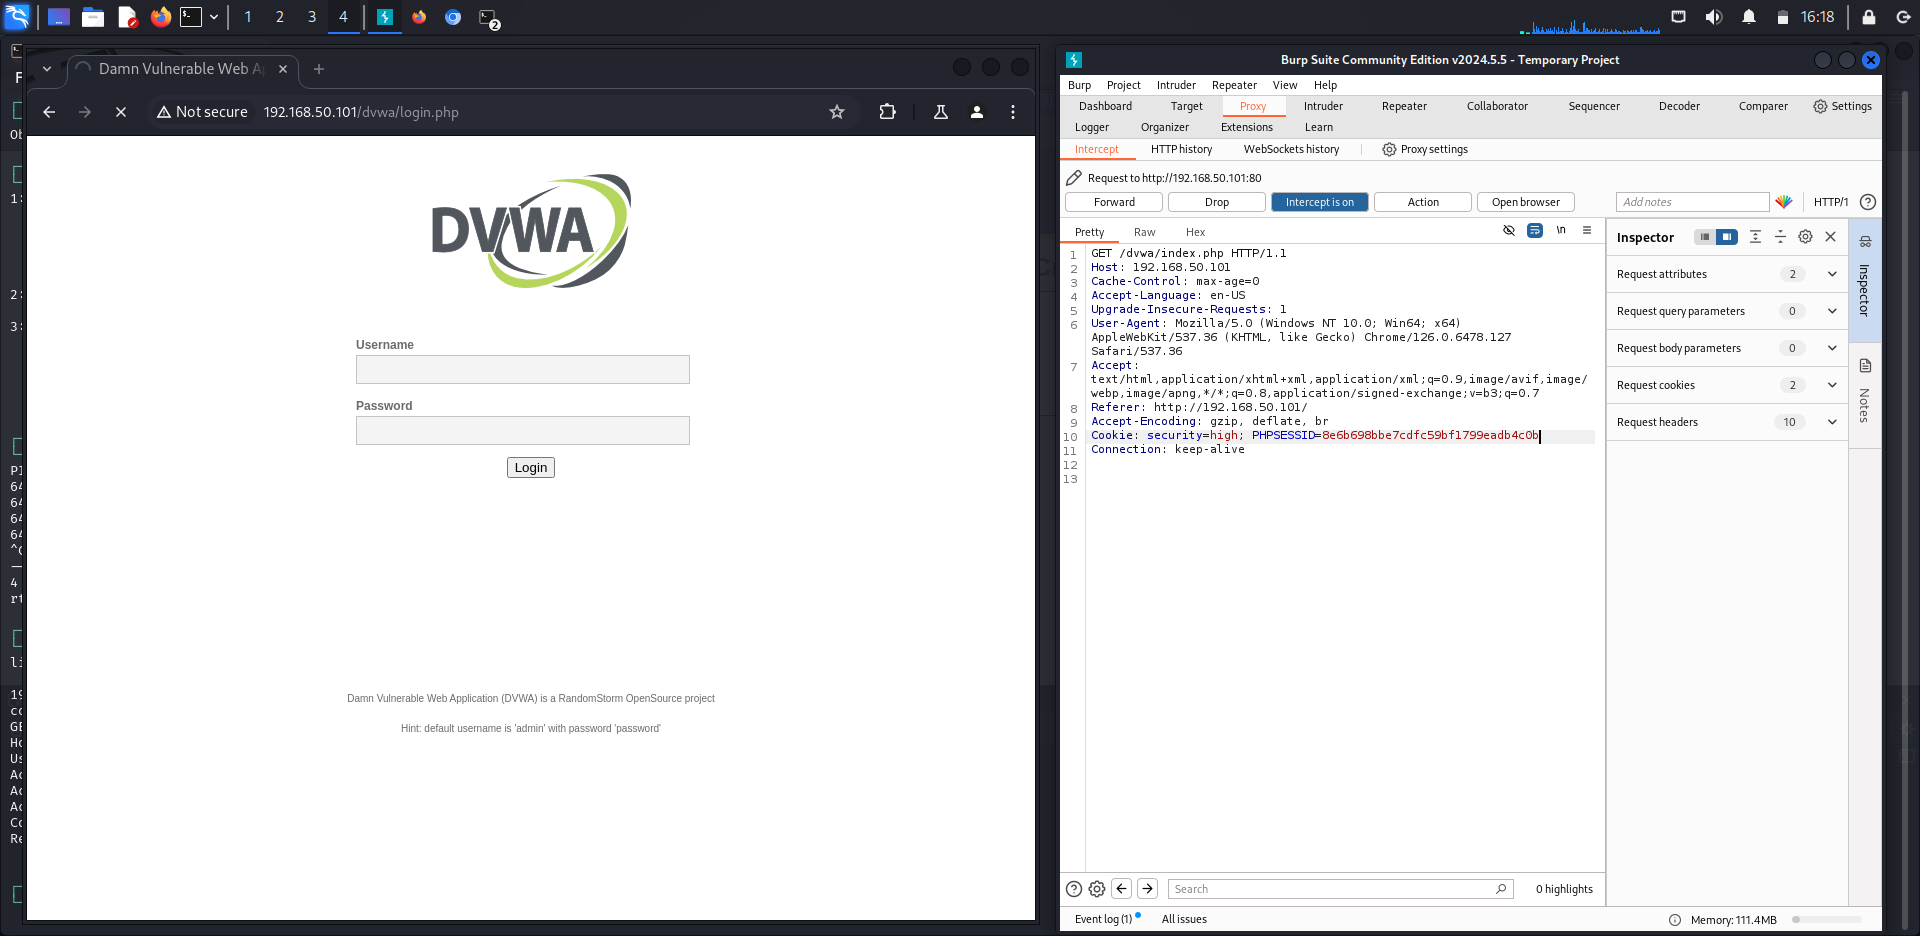 1 2 3 4
2
16:18
Damn Vulnerable Web Ap
Not secure 192.168.50.101/dvwa/login.php
DVWA
Username
Password
Login
Damn Vulnerable Web Application (DVWA) is a RandomStorm OpenSource project
Hint: default username is 'admin' with password 'password'
Burp Suite Community Edition v2024.5.5 - Temporary Project
Burp Project Intruder Repeater View Help
Dashboard Target Proxy Intruder Repeater Collaborator Sequencer Decoder Comparer Settings
Logger Organizer Extensions Learn
Intercept HTTP history WebSockets history Proxy settings
Request to http://192.168.50.101:80
Forward Drop Intercept is on Action Open browser Add notes HTTP/1
Pretty Raw Hex \n
1 GET /dvwa/index.php HTTP/1.1
2 Host: 192.168.50.101
3 Cache-Control: max-age=0
4 Accept-Language: en-US
5 Upgrade-Insecure-Requests: 1
6 User-Agent: Mozilla/5.0 (Windows NT 10.0; Win64; x64)
AppleWebKit/537.36 (KHTML, like Gecko) Chrome/126.0.6478.127
Safari/537.36
7 Accept:
text/html,application/xhtml+xml,application/xml;q=0.9,image/avif,image/
webp,image/apng,*/*;q=0.8,application/signed-exchange;v=b3;q=0.7
8 Referer: http://192.168.50.101/
9 Accept-Encoding: gzip, deflate, br
10 Cookie: security=high; PHPSESSID=8e6b698bbe7cdfc59bf1799eadb4c0b
11 Connection: keep-alive
12
13
Inspector
Request attributes 2
Request query parameters 0
Request body parameters 0
Request cookies 2
Request headers 10
Inspector
Notes
Search
0 highlights
Event log (1) All issues
Memory: 111.4MB